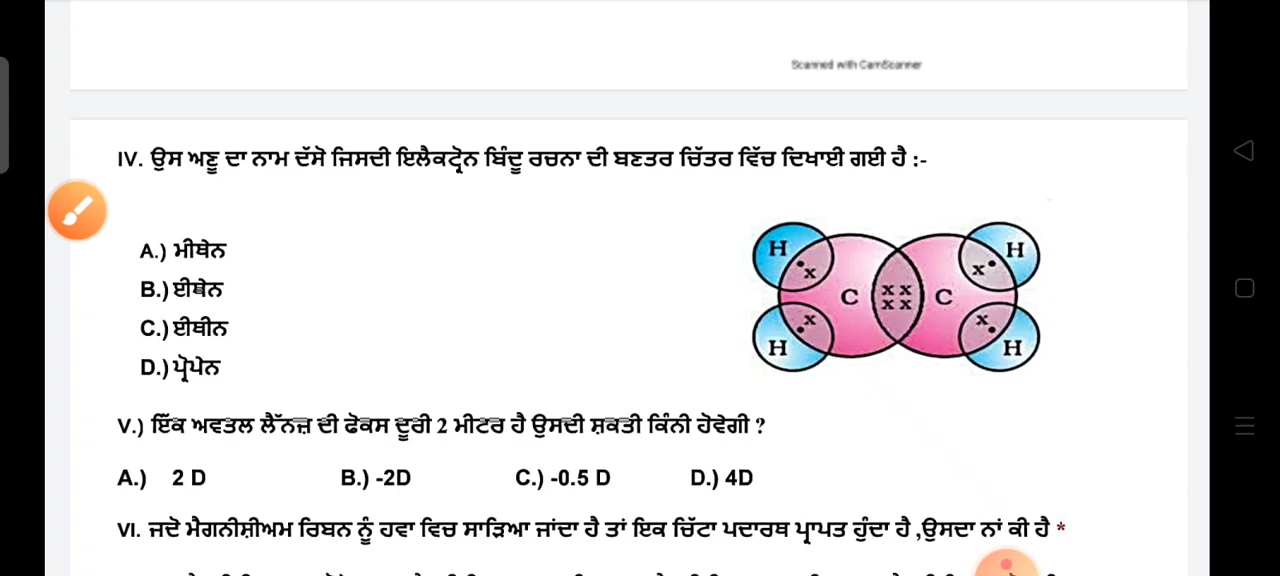 Scanned with CamScanner
IV. ਉਸ ਅਣੂ ਦਾ ਨਾਮ ਦੱਸੋ ਜਿਸਦੀ ਇਲੈਕਟ੍ਰੋਨ ਬਿੰਦੂ ਰਚਨਾ ਦੀ ਬਣਤਰ ਚਿੱਤਰ ਵਿੱਚ ਦਿਖਾਈ ਗਈ ਹੈ :-
A.) ਮੀਥੇਨ
B.) ਈਥੇਨ
C.) ਈਥੀਨ
D.) ਪ੍ਰੋਪੇਨ
H H
x x
C x x C
x x
x x
H H
V.) ਇੱਕ ਅਵਤਲ ਲੈੱਨਜ਼ ਦੀ ਫੋਕਸ ਦੂਰੀ 2 ਮੀਟਰ ਹੈ ਉਸਦੀ ਸ਼ਕਤੀ ਕਿੰਨੀ ਹੋਵੇਗੀ ?
A.) 2 D B.) -2D C.) -0.5 D D.) 4D
VI. ਜਦੋ ਮੈਗਨੀਸ਼ੀਅਮ ਰਿਬਨ ਨੂੰ ਹਵਾ ਵਿਚ ਸਾੜਿਆ ਜਾਂਦਾ ਹੈ ਤਾਂ ਇਕ ਚਿੱਟਾ ਪਦਾਰਥ ਪ੍ਰਾਪਤ ਹੁੰਦਾ ਹੈ ,ਉਸਦਾ ਨਾਂ ਕੀ ਹੈ *